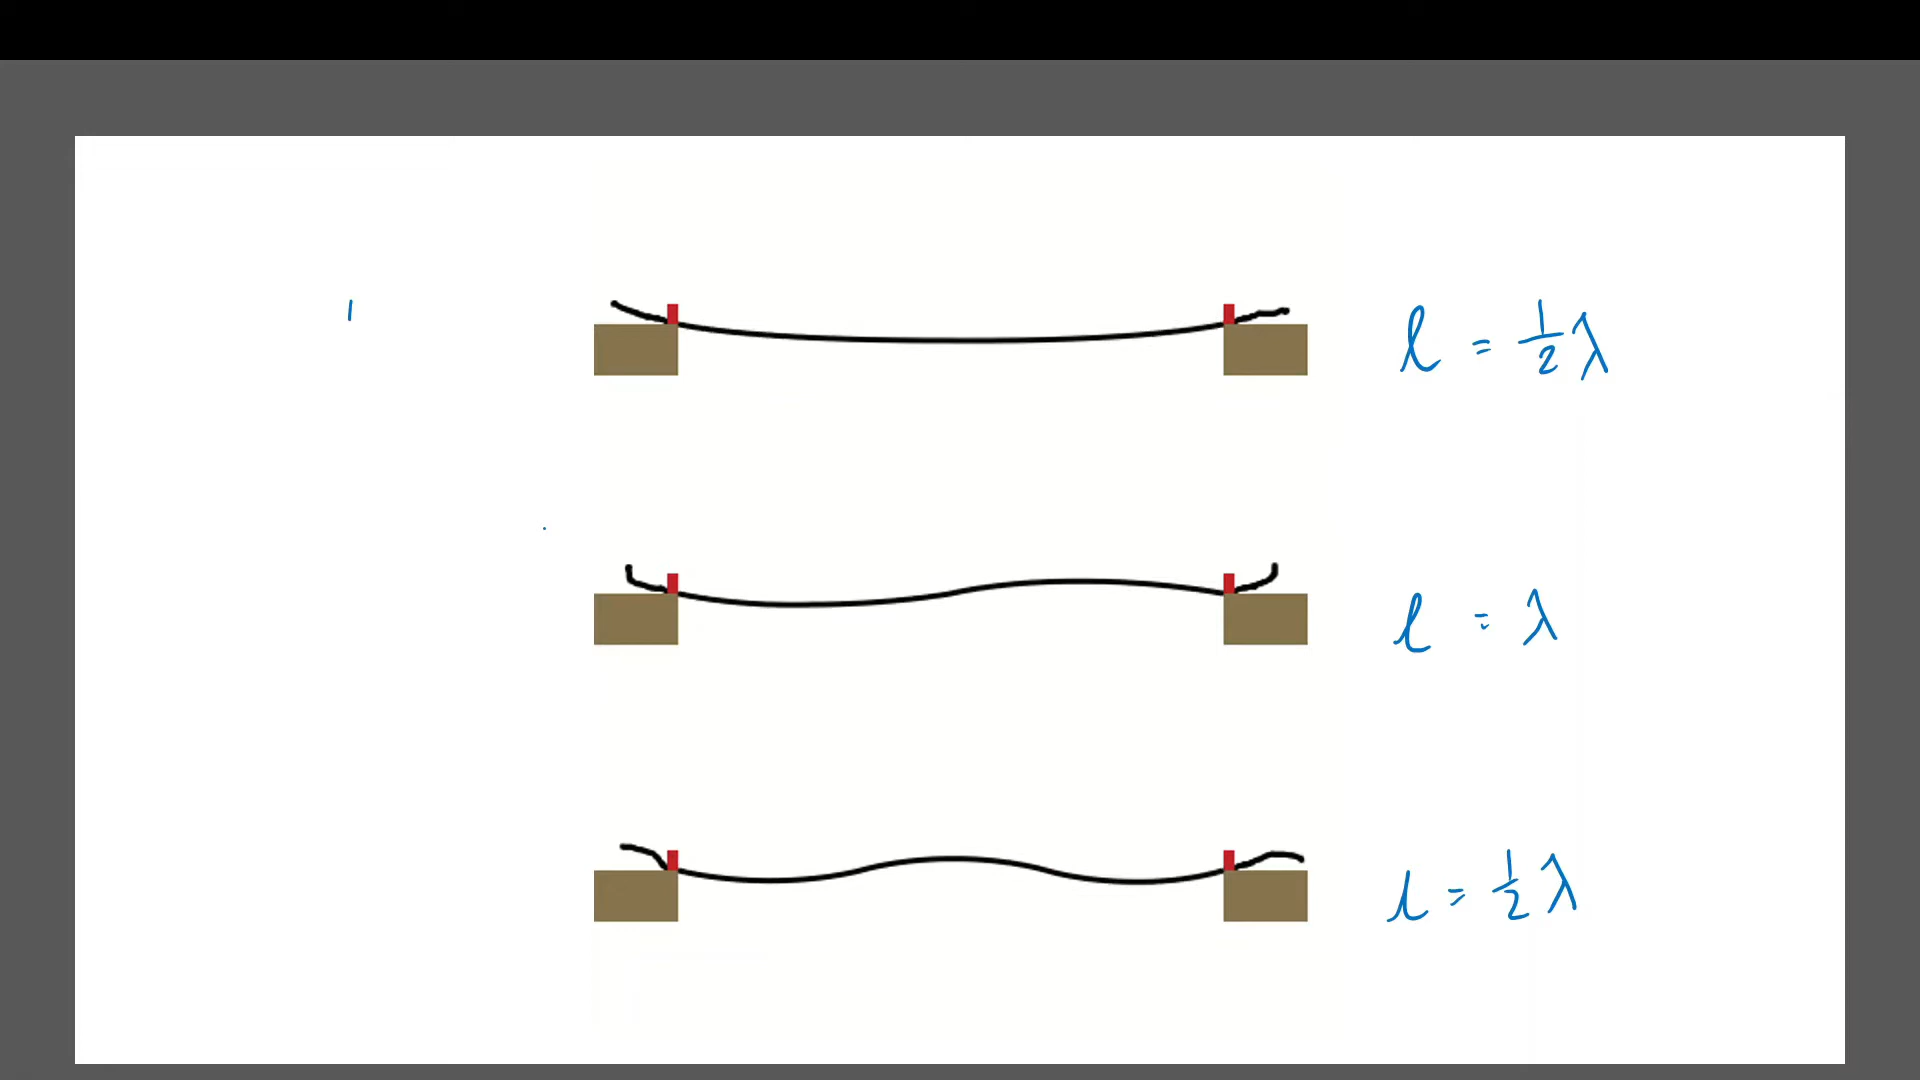 l = 1/2 λ
l = λ
l = 1/2 λ